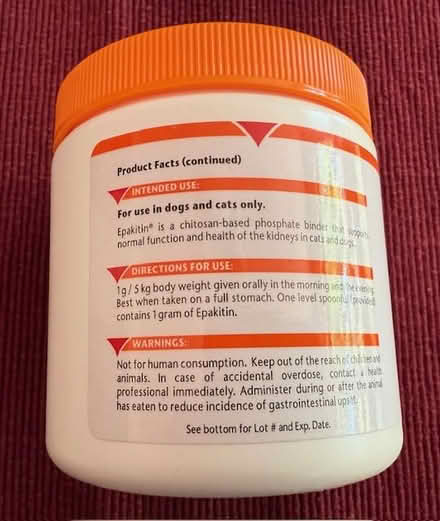 Product Facts (continued)
INTENDED USE:
For use in dogs and cats only.
Epakitin® is a chitosan-based phosphate binder that supports
normal function and health of the kidneys in cats and dogs.
DIRECTIONS FOR USE:
1g / 5 kg body weight given orally in the morning and the evening.
Best when taken on a full stomach. One level spoonful (provided)
contains 1 gram of Epakitin.
WARNINGS:
Not for human consumption. Keep out of the reach of children and
animals. In case of accidental overdose, contact a health
professional immediately. Administer during or after the animal
has eaten to reduce incidence of gastrointestinal upset.
See bottom for Lot # and Exp. Date.